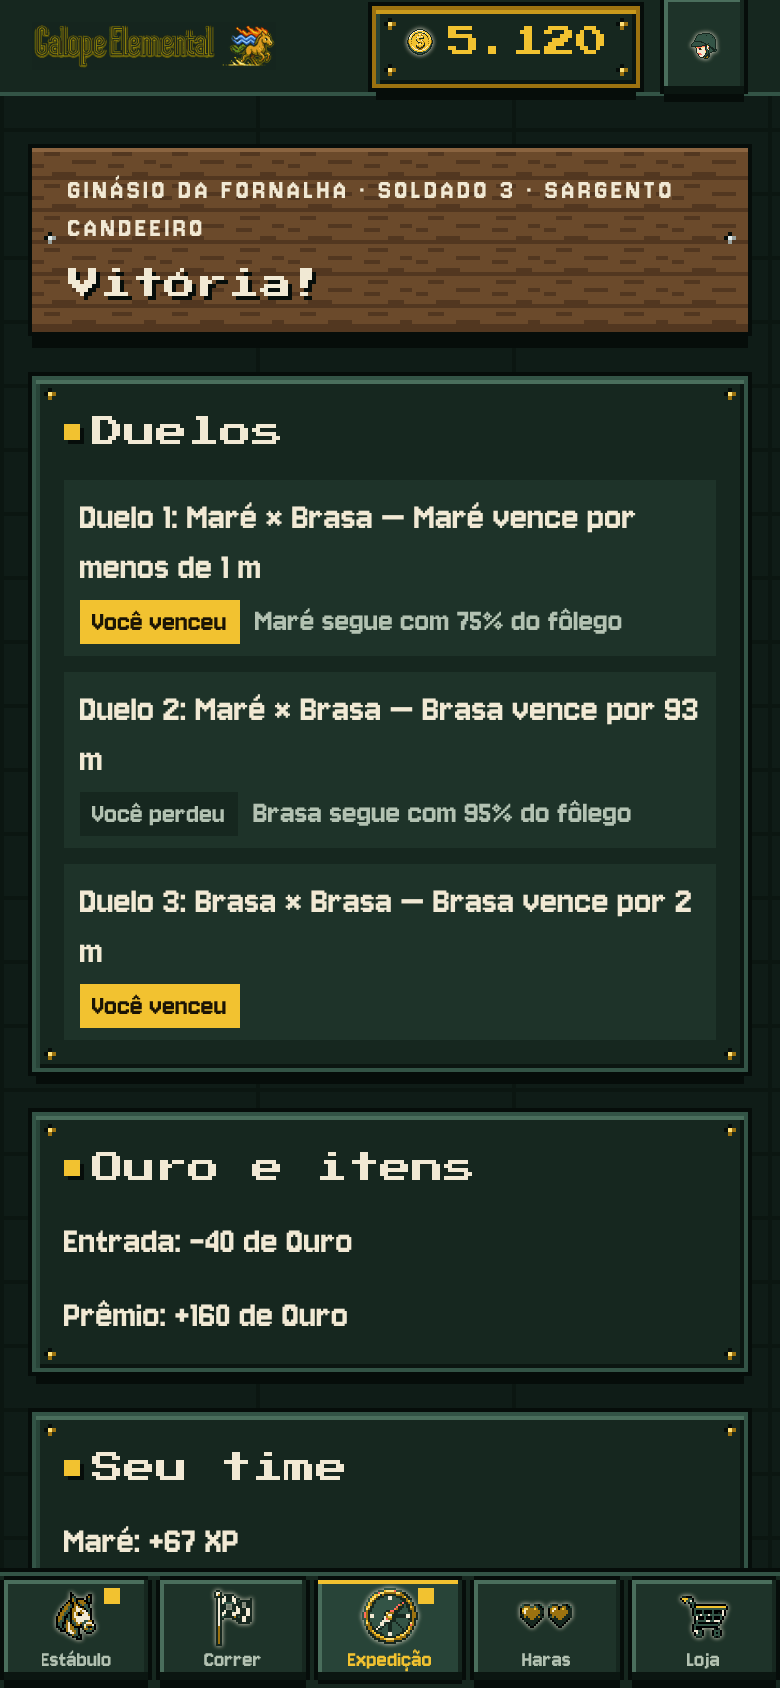 Galope Elemental
5.120
GINÁSIO DA FORNALHA · SOLDADO 3 · SARGENTO
CANDEEIRO
Vitória!
Duelos
Duelo 1: Maré × Brasa — Maré vence por
menos de 1 m
Você venceu Maré segue com 75% do fôlego
Duelo 2: Maré × Brasa — Brasa vence por 93
m
Você perdeu Brasa segue com 95% do fôlego
Duelo 3: Brasa × Brasa — Brasa vence por 2
m
Você venceu
Ouro e itens
Entrada: −40 de Ouro
Prêmio: +160 de Ouro
Seu time
Maré: +67 XP
Estábulo Correr Expedição Haras Loja